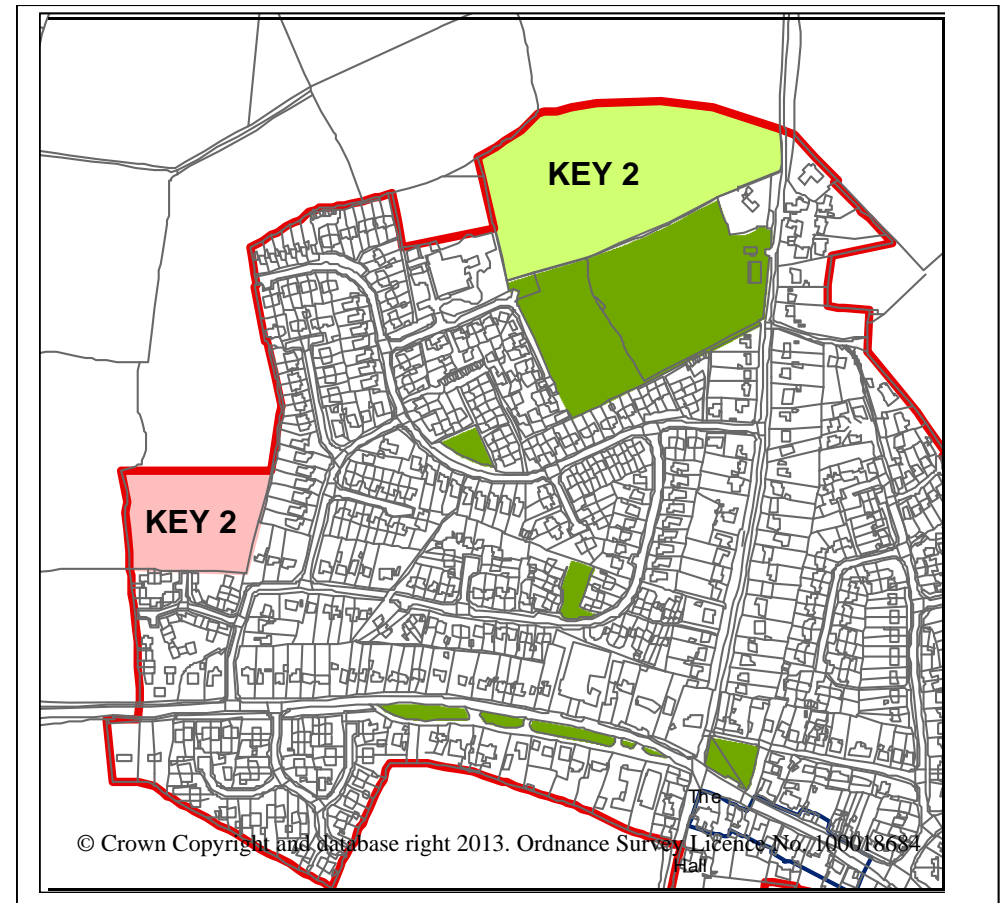 KEY 2
KEY 2
The
© Crown Copyright and database right 2013. Ordnance Survey Licence No. 100018684
Hall